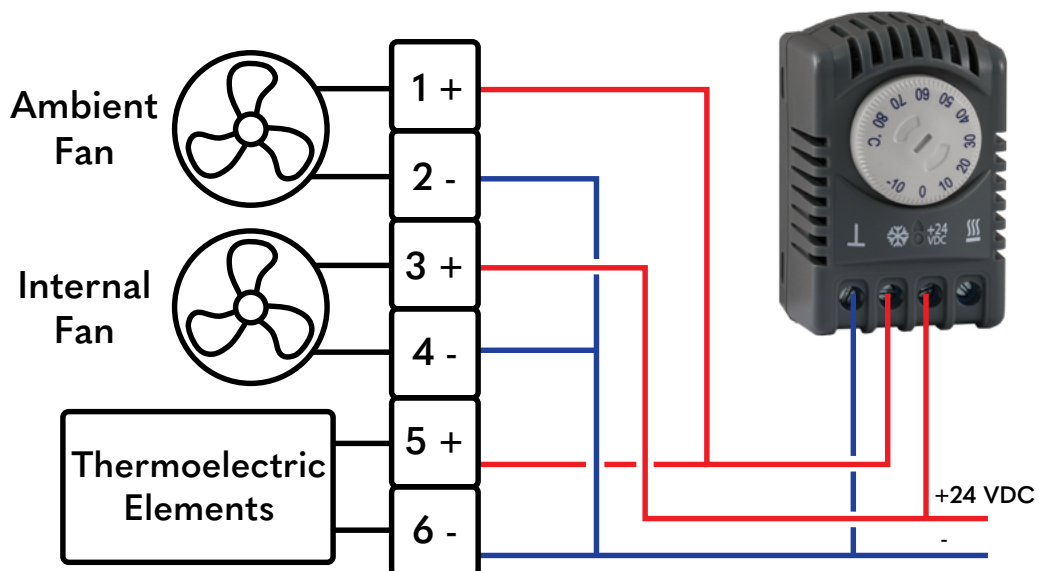 Ambient
Fan
Internal
Fan
Thermoelectric
Elements
1 +
2 -
3 +
4 -
5 +
6 -
80 70 60 50 40 30 20 10 0 -10
°C
+24
VDC
+24 VDC
-